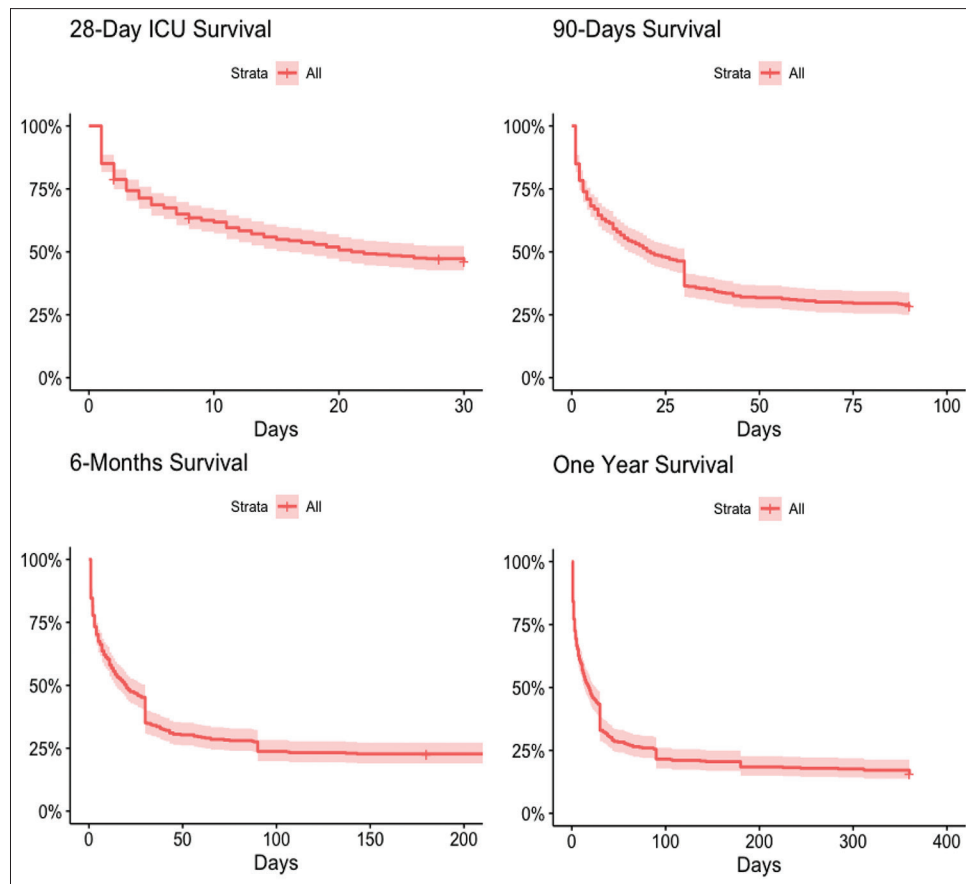 28-Day ICU Survival
Strata All
100%
75%
50%
25%
0%
0 10 20 30
Days
90-Days Survival
Strata All
100%
75%
50%
25%
0%
0 25 50 75 100
Days
6-Months Survival
Strata All
100%
75%
50%
25%
0%
0 50 100 150 200
Days
One Year Survival
Strata All
100%
75%
50%
25%
0%
0 100 200 300 400
Days